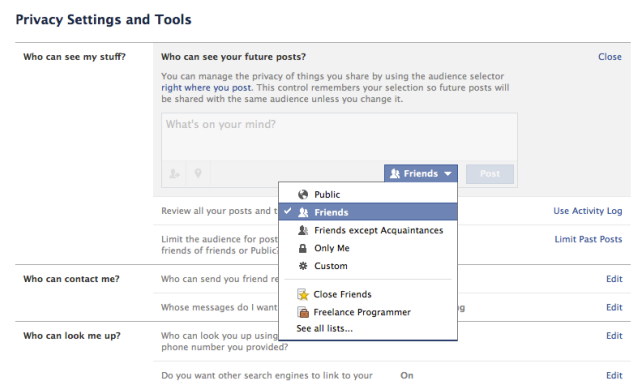 Privacy Settings and Tools
Who can see my stuff?
Who can see your future posts?
Close
You can manage the privacy of things you share by using the audience selector
right where you post. This control remembers your selection so future posts will
be shared with the same audience unless you change it.
What's on your mind?
Friends
Post
Public
Friends
Friends except Acquaintances
Only Me
Custom
Close Friends
Freelance Programmer
See all lists...
Review all your posts and t
Use Activity Log
Limit the audience for post
friends of friends or Public?
Limit Past Posts
Who can contact me?
Who can send you friend re
Edit
Whose messages do I want
g
Edit
Who can look me up?
Who can look you up using
phone number you provided?
Edit
Do you want other search engines to link to your
On
Edit